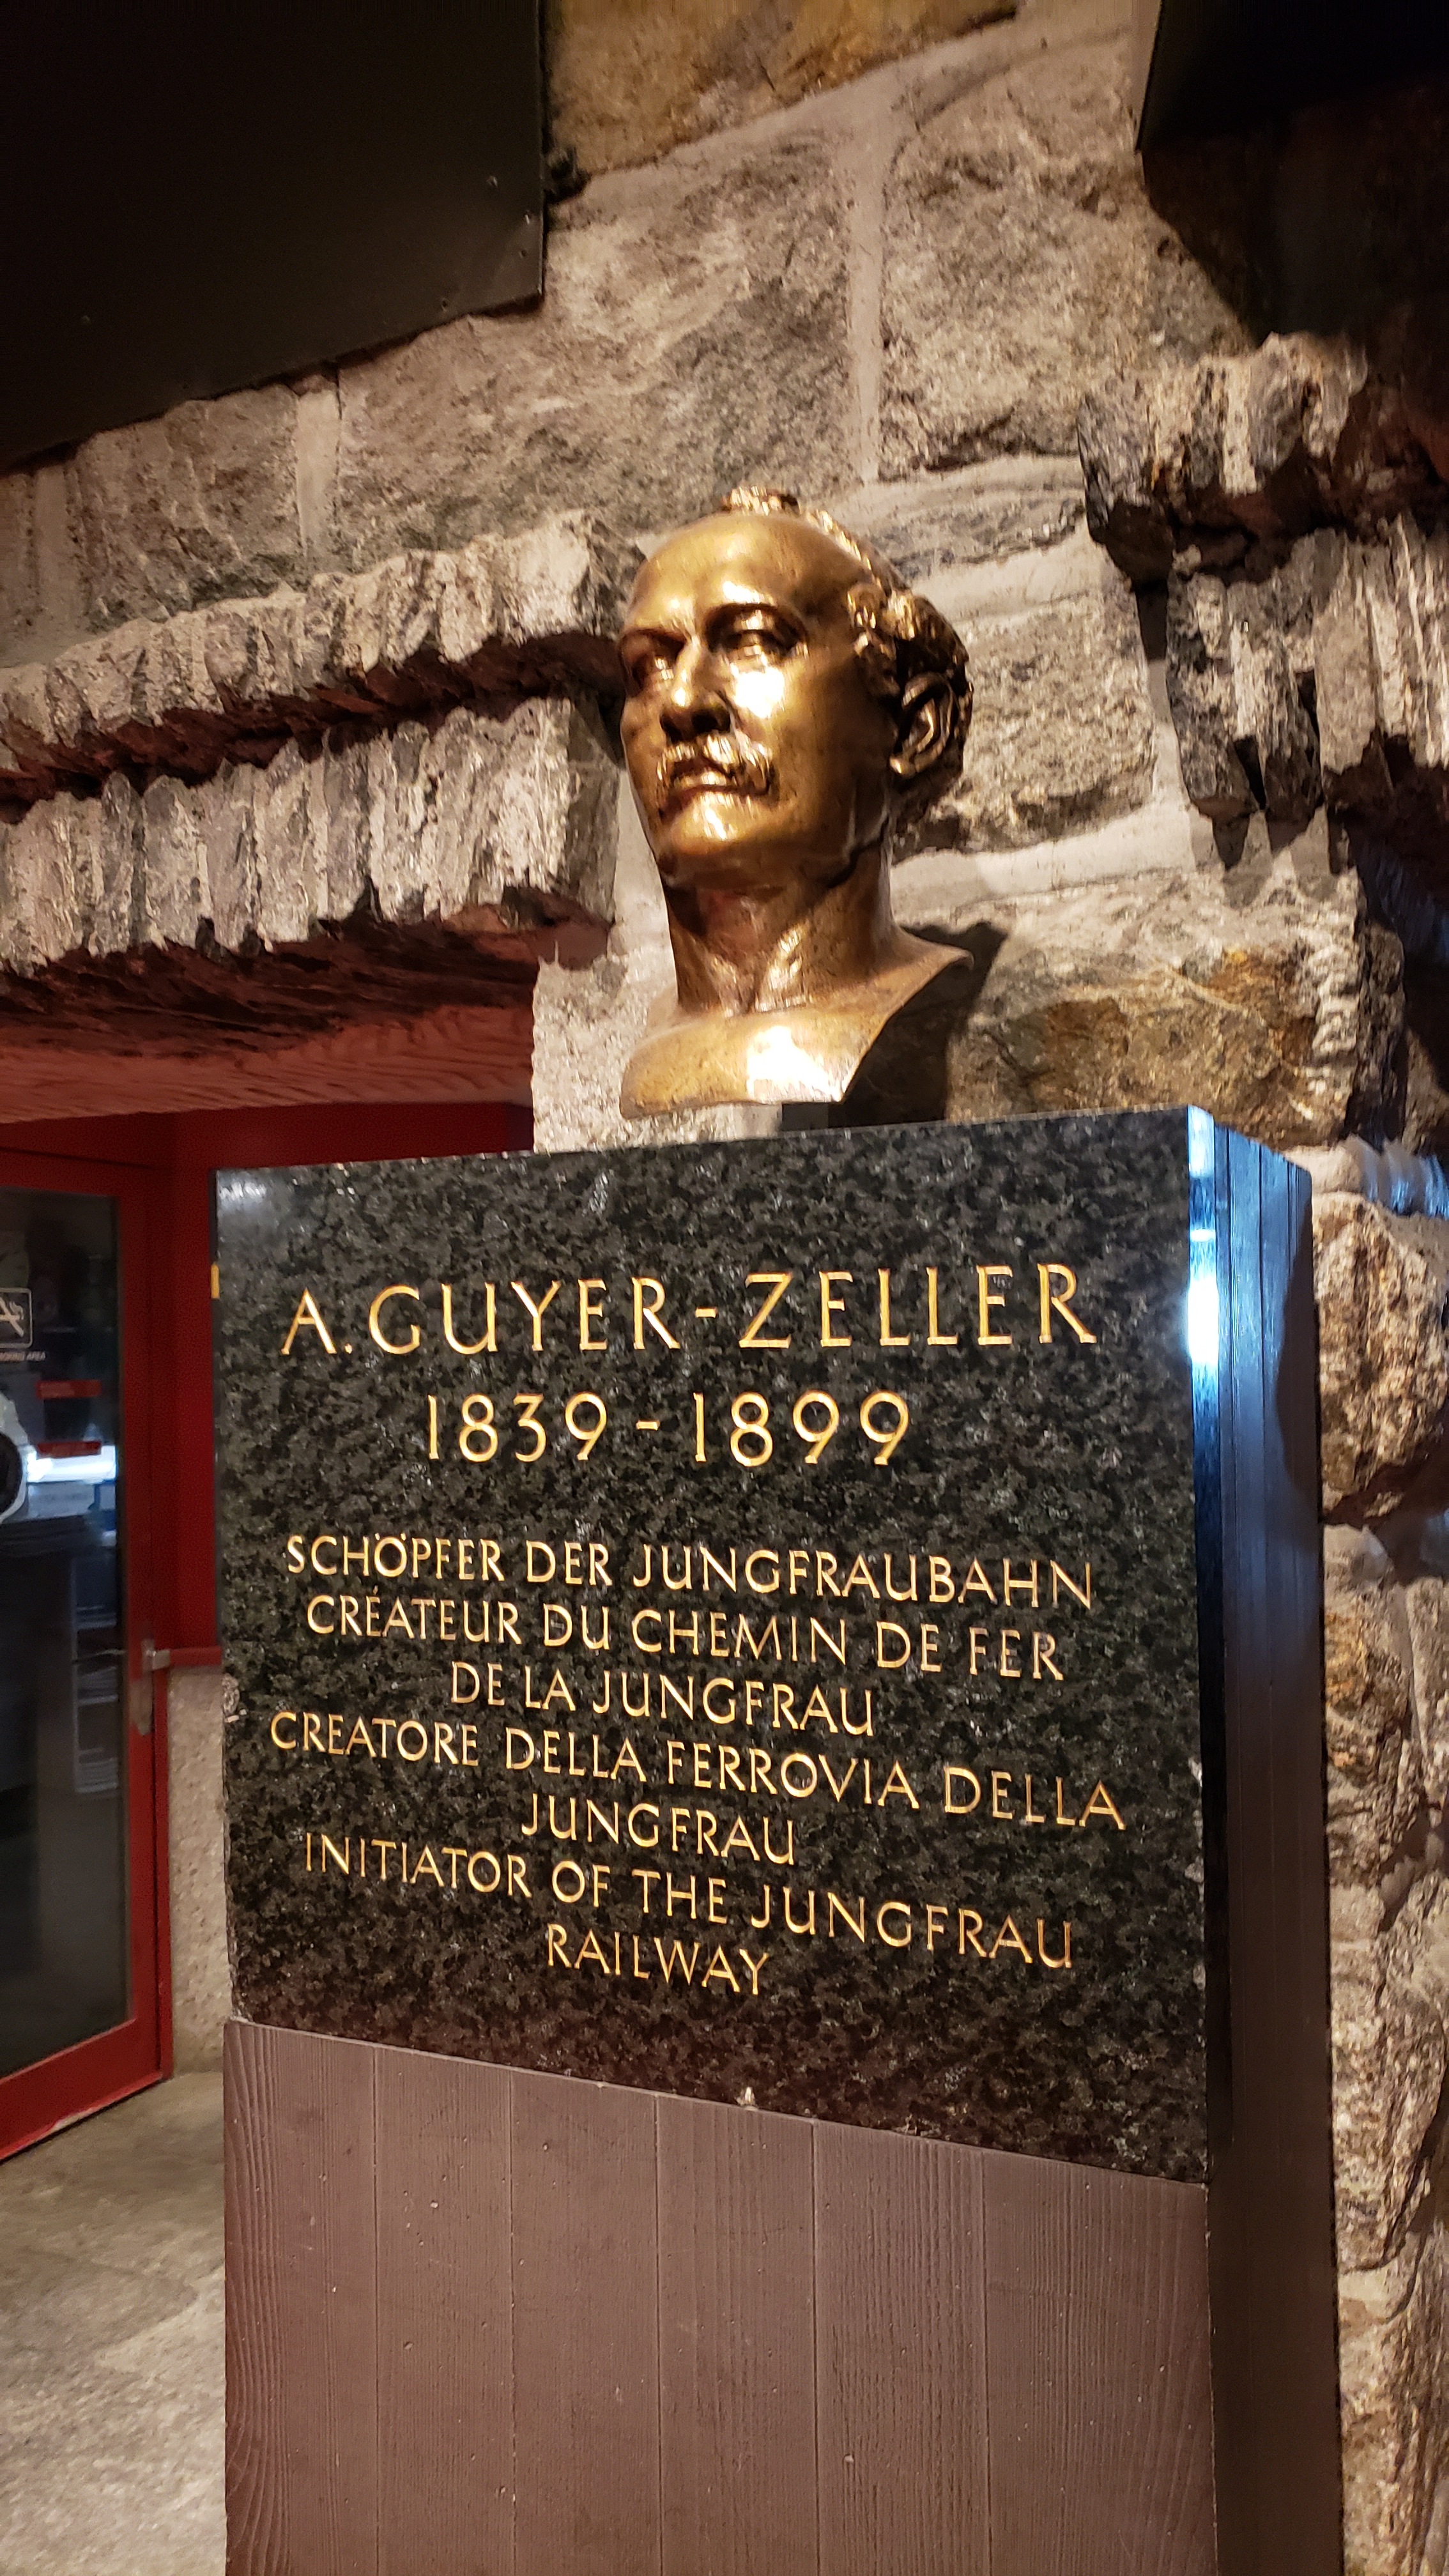 A. GUYER-ZELLER
1839-1899
SCHÖPFER DER JUNGFRAUBAHN
CRÉATEUR DU CHEMIN DE FER
DE LA JUNGFRAU
CREATORE DELLA FERROVIA DELLA
JUNGFRAU
INITIATOR OF THE JUNGFRAU
RAILWAY